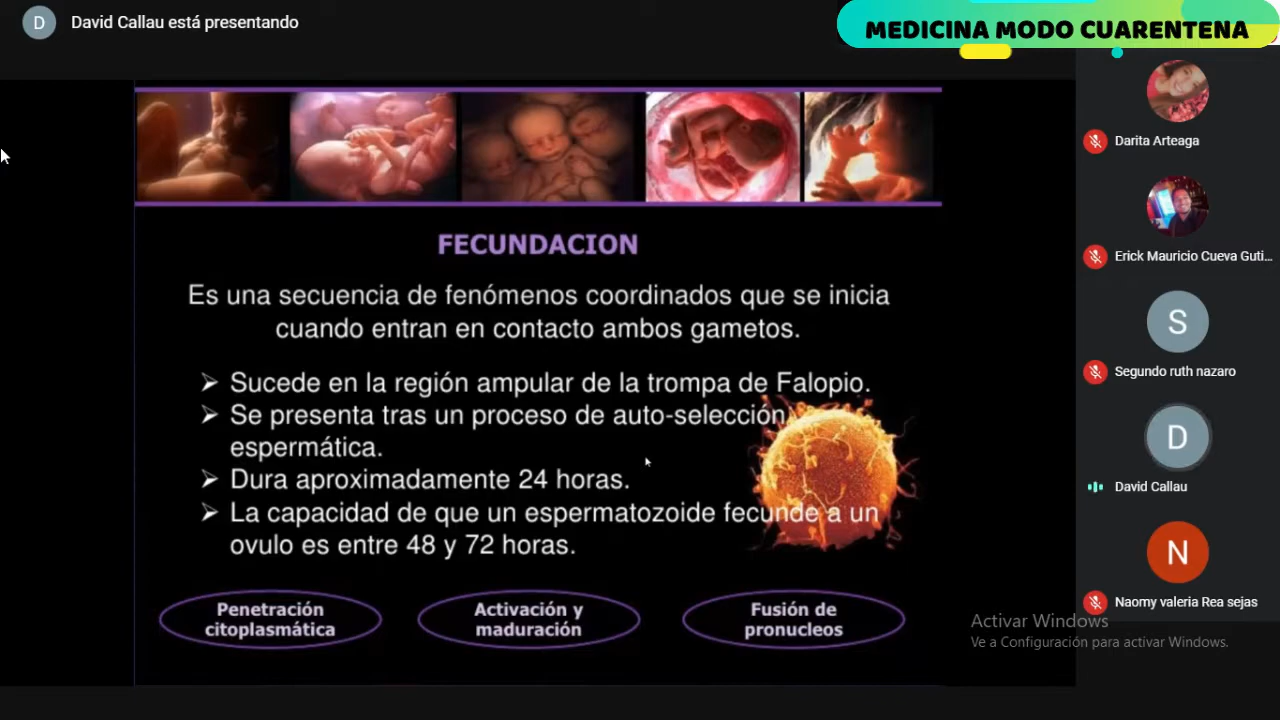 D
David Callau está presentando
MEDICINA MODO CUARENTENA
FECUNDACION
Es una secuencia de fenómenos coordinados que se inicia
cuando entran en contacto ambos gametos.
➢ Sucede en la región ampular de la trompa de Falopio.
➢ Se presenta tras un proceso de auto-selección
espermática.
➢ Dura aproximadamente 24 horas.
➢ La capacidad de que un espermatozoide fecunde a un
ovulo es entre 48 y 72 horas.
Penetración
citoplasmática
Activación y
maduración
Fusión de
pronucleos
Darita Arteaga
Erick Mauricio Cueva Guti...
S
Segundo ruth nazaro
D
David Callau
N
Naomy valeria Rea sejas
Activar Windows
Ve a Configuración para activar Windows.